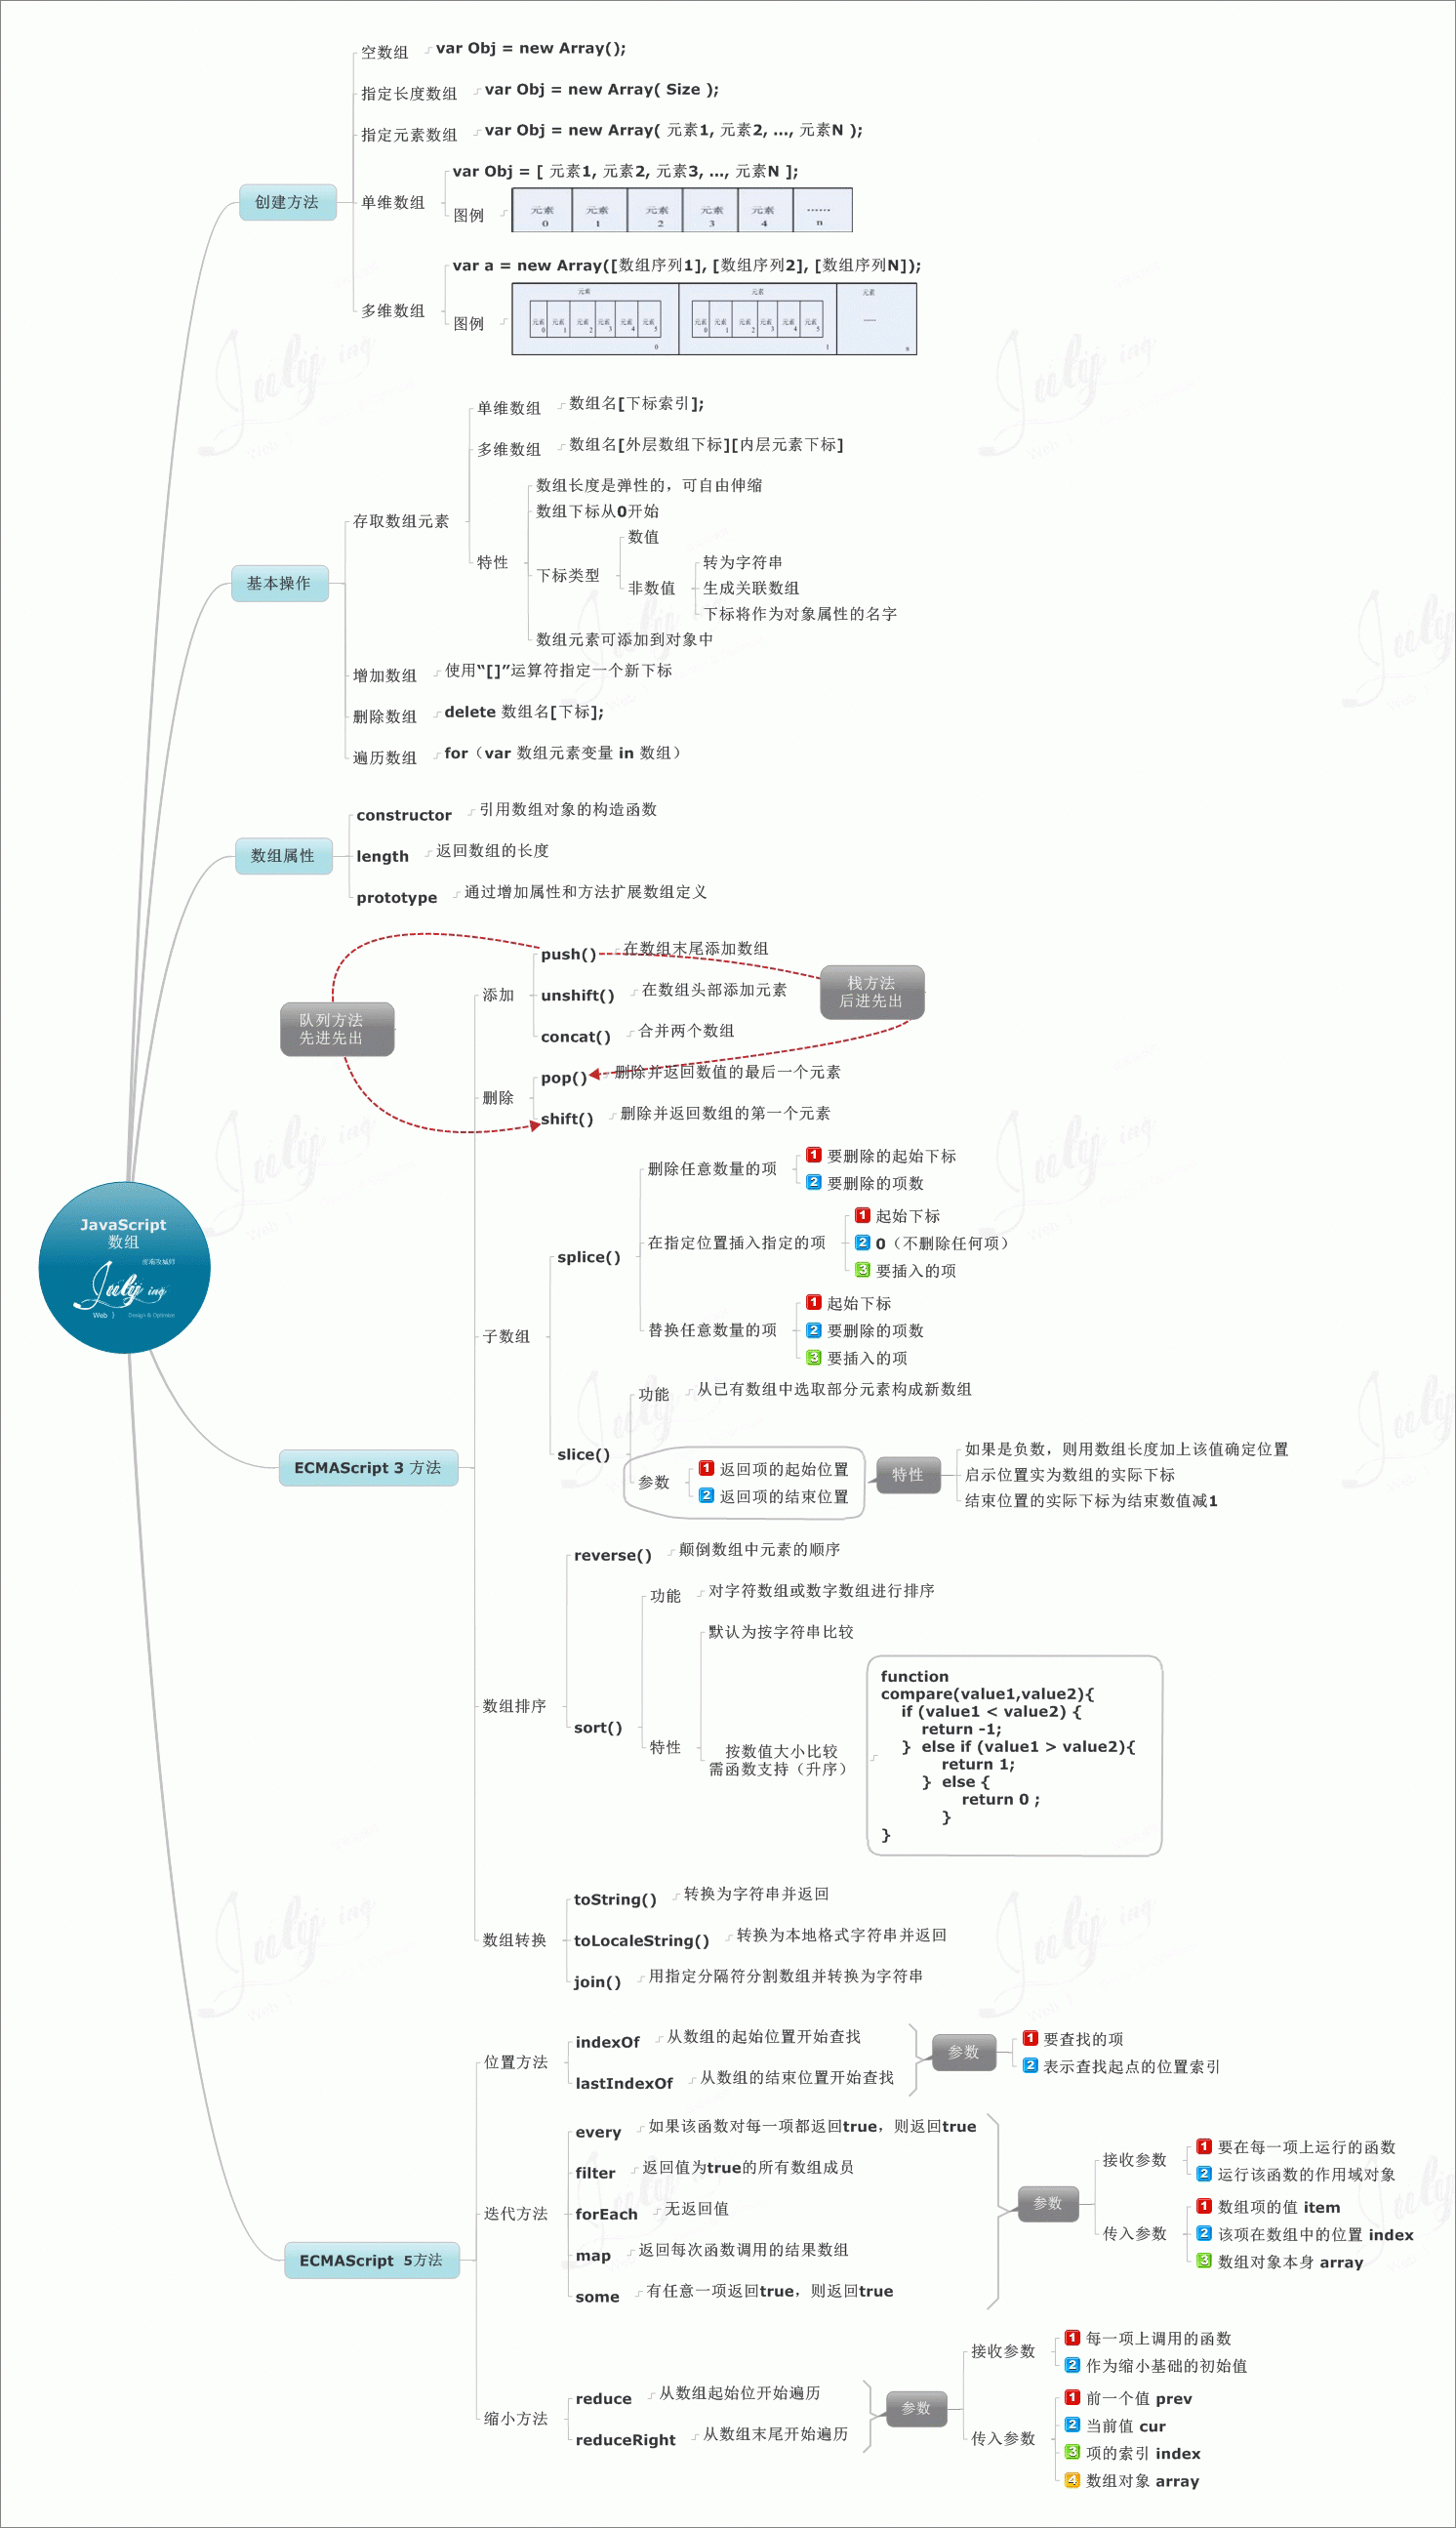 空数组
var Obj = new Array();
指定长度数组
var Obj = new Array( Size );
指定元素数组
var Obj = new Array( 元素1, 元素2, ..., 元素N );
创建方法
单维数组
var Obj = [ 元素1, 元素2, 元素3, ..., 元素N ];
图例
元素 元素 元素 元素 元素 ······
0 1 2 3 4 n
多维数组
var a = new Array([数组序列1], [数组序列2], [数组序列N]);
图例
元素 元素 元素
元素 元素 元素 元素 元素 元素 元素 元素 元素 元素 元素 元素
0 1 2 3 4 5 0 1 2 3 4 5
0 1
基本操作
存取数组元素
单维数组
数组名[下标索引];
多维数组
数组名[外层数组下标][内层元素下标]
特性
数组长度是弹性的，可自由伸缩
数组下标从0开始
下标类型
数值
非数值
转为字符串
生成关联数组
下标将作为对象属性的名字
数组元素可添加到对象中
增加数组
使用“[]”运算符指定一个新下标
删除数组
delete 数组名[下标];
遍历数组
for（var 数组元素变量 in 数组）
数组属性
constructor
引用数组对象的构造函数
length
返回数组的长度
prototype
通过增加属性和方法扩展数组定义
JavaScript
数组
Web }
Design & Optimize
ECMAScript 3 方法
添加
push()
在数组末尾添加数组
unshift()
在数组头部添加元素
concat()
合并两个数组
栈方法
后进先出
队列方法
先进先出
删除
pop()
删除并返回数值的最后一个元素
shift()
删除并返回数组的第一个元素
子数组
splice()
删除任意数量的项
1 要删除的起始下标
2 要删除的项数
在指定位置插入指定的项
1 起始下标
2 0（不删除任何项）
3 要插入的项
替换任意数量的项
1 起始下标
2 要删除的项数
3 要插入的项
slice()
功能
从已有数组中选取部分元素构成新数组
参数
1 返回项的起始位置
2 返回项的结束位置
特性
如果是负数，则用数组长度加上该值确定位置
启示位置实为数组的实际下标
结束位置的实际下标为结束数值减1
数组排序
reverse()
颠倒数组中元素的顺序
sort()
功能
对字符数组或数字数组进行排序
特性
默认为按字符串比较
按数值大小比较
需函数支持（升序）
function
compare(value1,value2){
if (value1 < value2) {
return -1;
} else if (value1 > value2){
return 1;
} else {
return 0 ;
}
}
数组转换
toString()
转换为字符串并返回
toLocaleString()
转换为本地格式字符串并返回
join()
用指定分隔符分割数组并转换为字符串
ECMAScript 5方法
位置方法
indexOf
从数组的起始位置开始查找
lastIndexOf
从数组的结束位置开始查找
参数
1 要查找的项
2 表示查找起点的位置索引
迭代方法
every
如果该函数对每一项都返回true，则返回true
filter
返回值为true的所有数组成员
forEach
无返回值
map
返回每次函数调用的结果数组
some
有任意一项返回true，则返回true
参数
接收参数
1 要在每一项上运行的函数
2 运行该函数的作用域对象
传入参数
1 数组项的值 item
2 该项在数组中的位置 index
3 数组对象本身 array
缩小方法
reduce
从数组起始位开始遍历
reduceRight
从数组末尾开始遍历
参数
接收参数
1 每一项上调用的函数
2 作为缩小基础的初始值
传入参数
1 前一个值 prev
2 当前值 cur
3 项的索引 index
4 数组对象 array